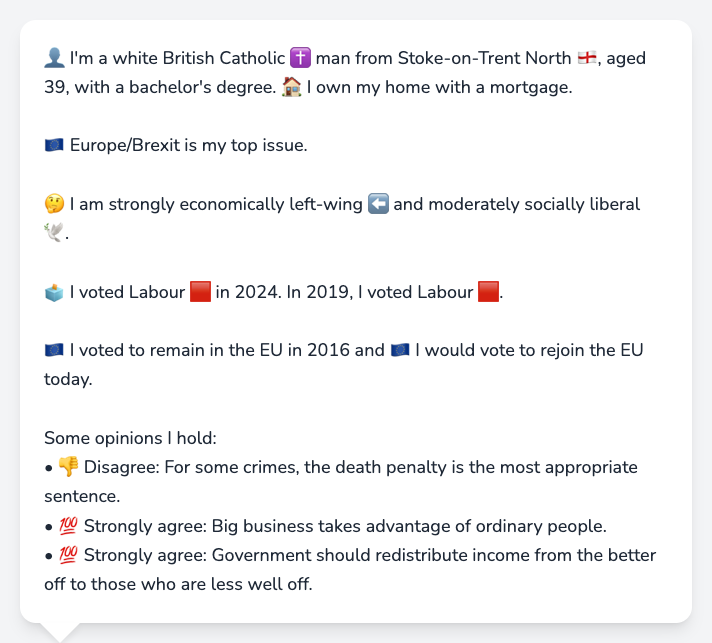 👤 I'm a white British Catholic ✝️ man from Stoke-on-Trent North 🏴󠁧󠁢󠁥󠁮󠁧󠁿, aged
39, with a bachelor's degree. 🏠 I own my home with a mortgage.
🇪🇺 Europe/Brexit is my top issue.
🤔 I am strongly economically left-wing ⬅️ and moderately socially liberal
🕊️.
🗳️ I voted Labour 🟥 in 2024. In 2019, I voted Labour 🟥.
🇪🇺 I voted to remain in the EU in 2016 and 🇪🇺 I would vote to rejoin the EU
today.
Some opinions I hold:
• 👎 Disagree: For some crimes, the death penalty is the most appropriate
sentence.
• 💯 Strongly agree: Big business takes advantage of ordinary people.
• 💯 Strongly agree: Government should redistribute income from the better
off to those who are less well off.